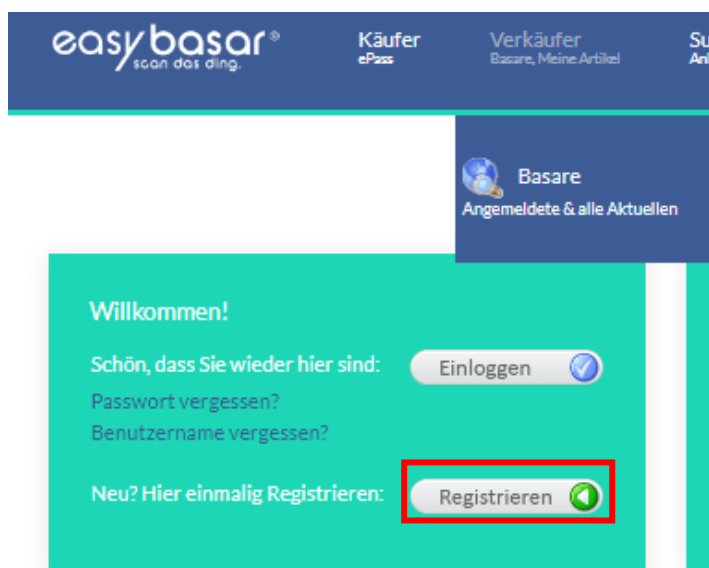 easybasar®
scan das ding.
Käufer
ePass
Verkäufer
Basare, Meine Artikel
Su
Basare
Angemeldete & alle Aktuellen
Willkommen!
Schön, dass Sie wieder hier sind:
Einloggen
Passwort vergessen?
Benutzername vergessen?
Neu? Hier einmalig Registrieren:
Registrieren